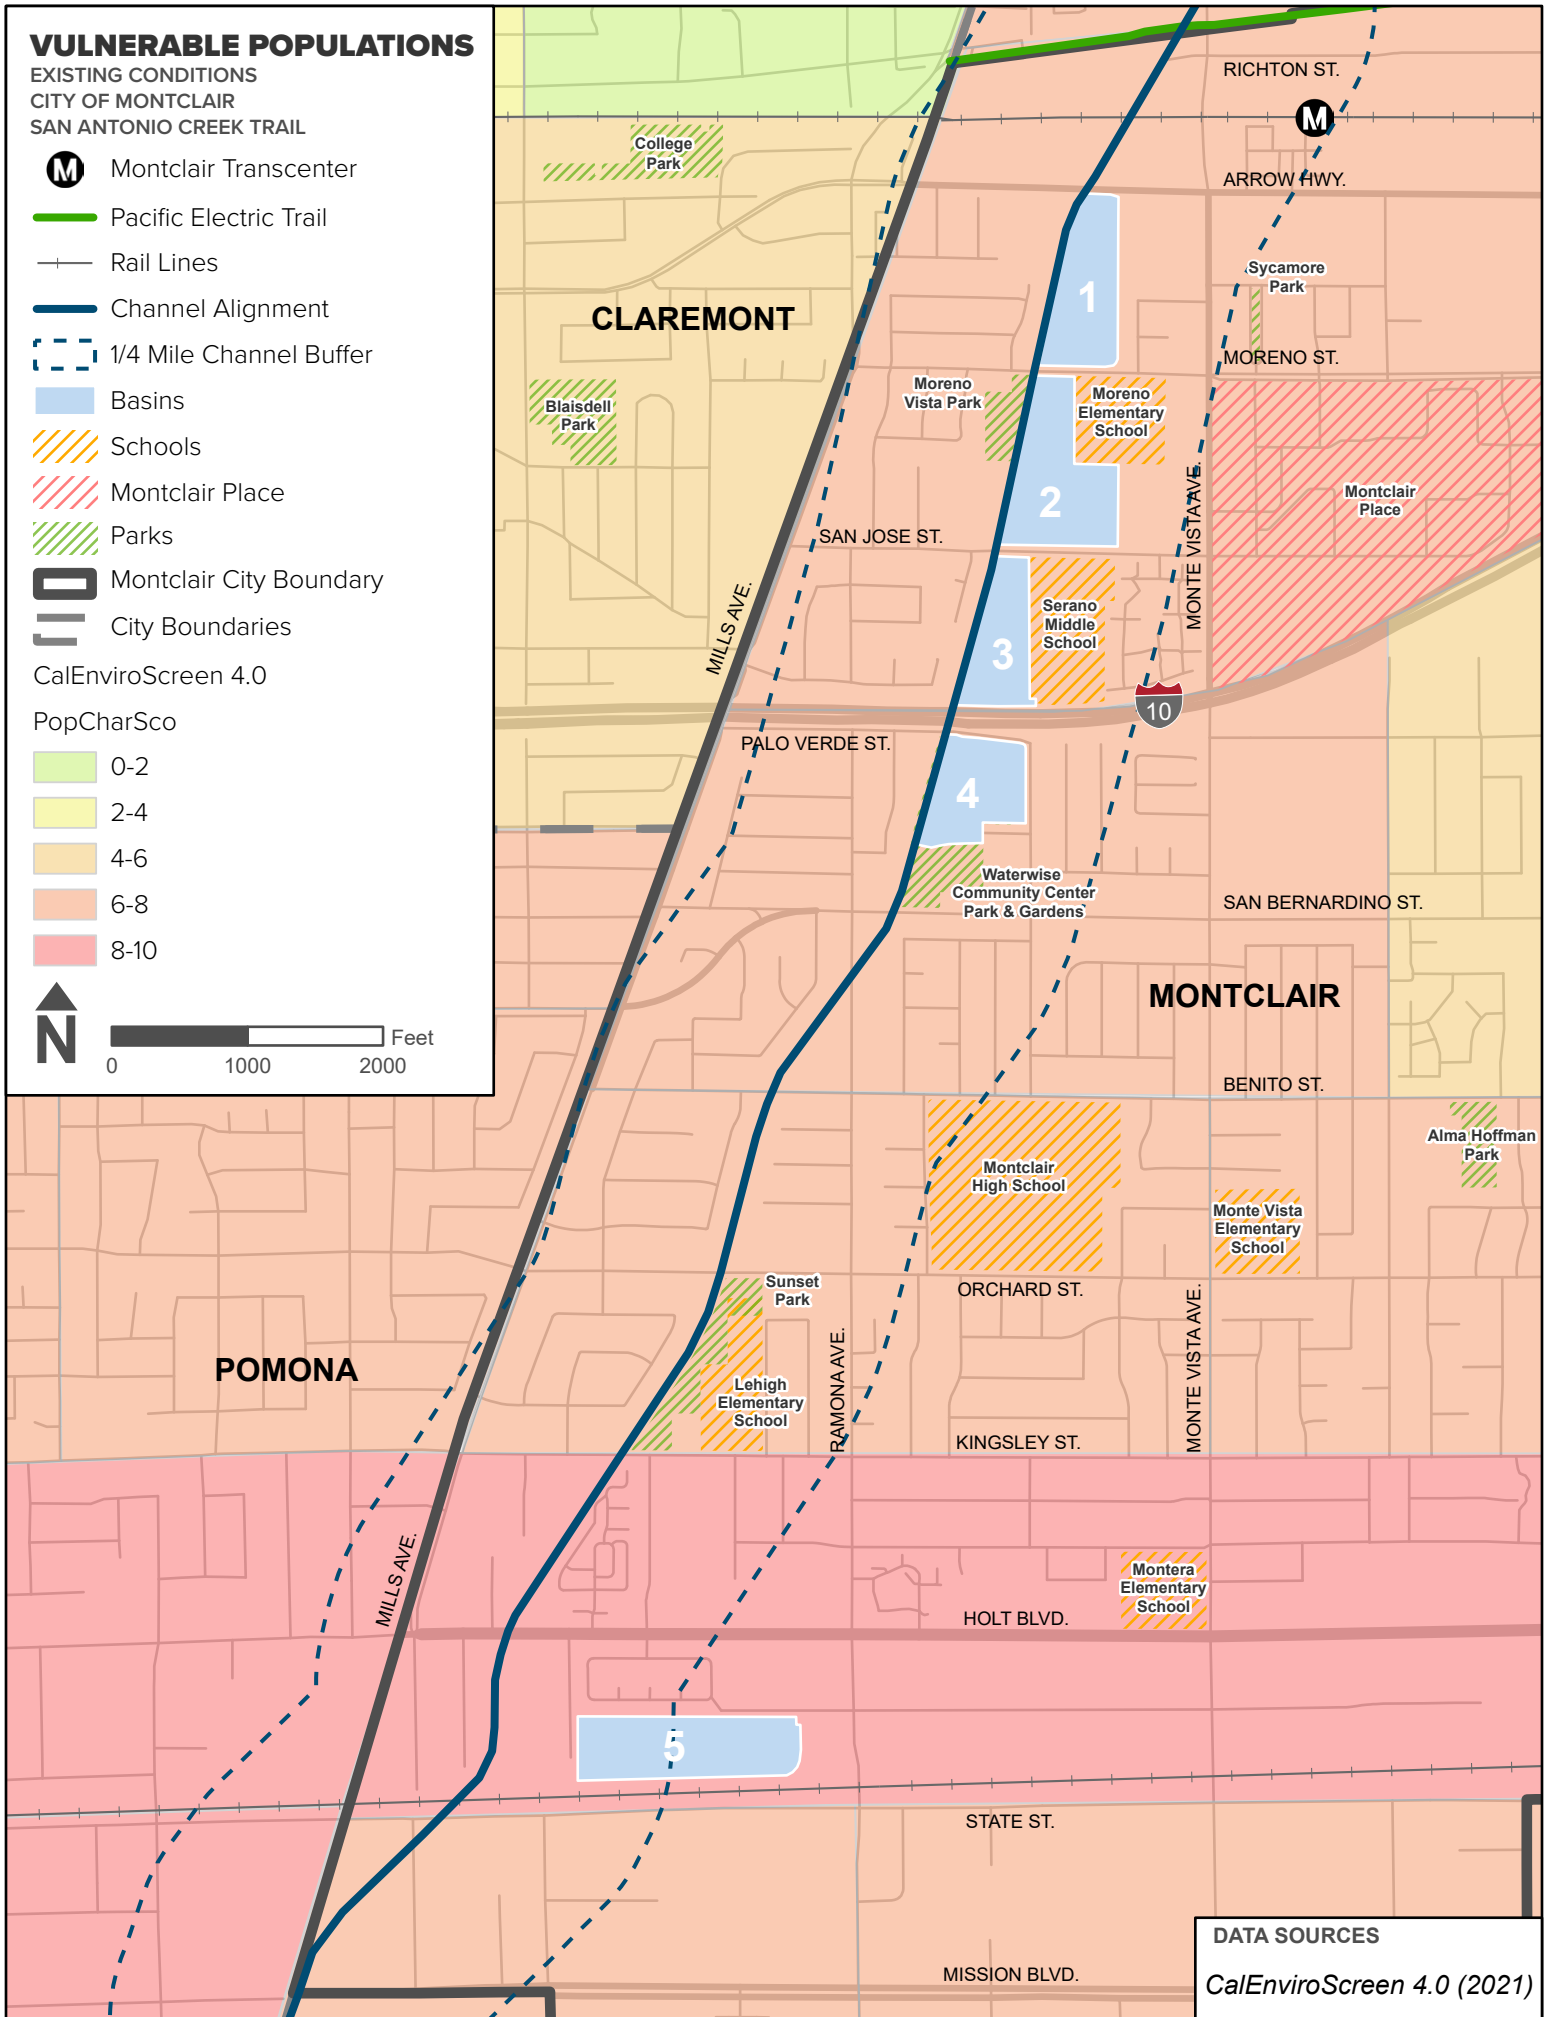 VULNERABLE POPULATIONS
EXISTING CONDITIONS
CITY OF MONTCLAIR
SAN ANTONIO CREEK TRAIL
M
Montclair Transcenter
Pacific Electric Trail
Rail Lines
Channel Alignment
1/4 Mile Channel Buffer
Basins
Schools
Montclair Place
Parks
Montclair City Boundary
City Boundaries
CalEnviroScreen 4.0
PopCharSco
0-2
2-4
4-6
6-8
8-10
N
Feet
0
1000
2000
RICHTON ST.
M
College
Park
ARROW HWY.
Sycamore
Park
1
CLAREMONT
MORENO ST.
Moreno
Vista Park
Moreno
Elementary
School
Blaisdell
Park
Montclair
Place
2
MONTE VISTA AVE.
SAN JOSE ST.
MILLS AVE.
Serano
Middle
School
3
10
PALO VERDE ST.
4
Waterwise
Community Center
Park & Gardens
SAN BERNARDINO ST.
MONTCLAIR
BENITO ST.
Alma Hoffman
Park
Montclair
High School
Monte Vista
Elementary
School
Sunset
Park
ORCHARD ST.
RAMONA AVE.
MONTE VISTA AVE.
POMONA
Lehigh
Elementary
School
KINGSLEY ST.
MILLS AVE.
Montera
Elementary
School
HOLT BLVD.
5
STATE ST.
MISSION BLVD.
DATA SOURCES
CalEnviroScreen 4.0 (2021)